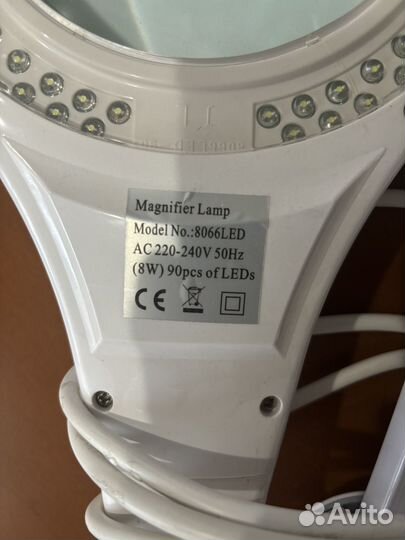 Magnifier Lamp
Model No.:8066LED
AC 220-240V 50Hz
(8W) 90pcs of LEDs
CE
Avito